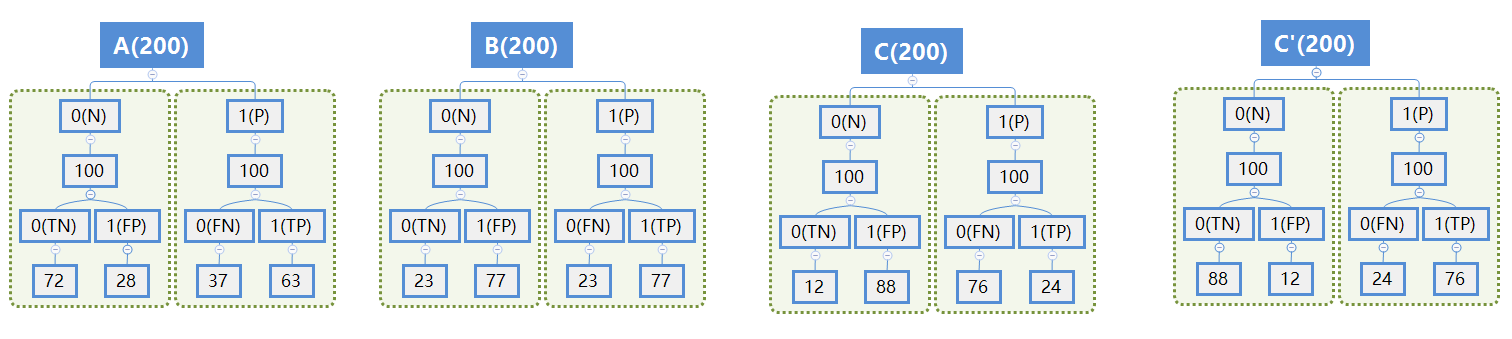 A(200)
B(200)
C(200)
C'(200)
0(N)
1(P)
0(N)
1(P)
0(N)
1(P)
0(N)
1(P)
100
100
100
100
100
100
100
100
0(TN)
1(FP)
0(FN)
1(TP)
0(TN)
1(FP)
0(FN)
1(TP)
0(TN)
1(FP)
0(FN)
1(TP)
0(TN)
1(FP)
0(FN)
1(TP)
72
28
37
63
23
77
23
77
12
88
76
24
88
12
24
76